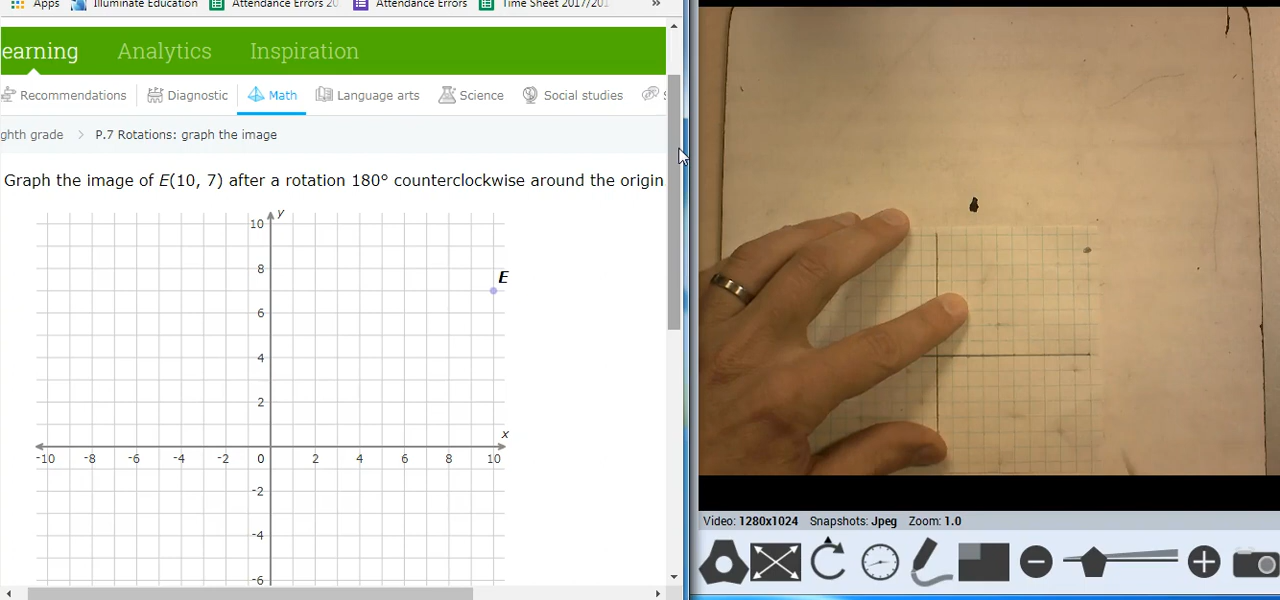 Apps Illuminate Education Attendance Errors 20 Attendance Errors Time Sheet 2017/201 »
earning Analytics Inspiration
Recommendations Diagnostic Math Language arts Science Social studies
ghth grade > P.7 Rotations: graph the image
Graph the image of E(10, 7) after a rotation 180° counterclockwise around the origin
y
10
8
E
6
4
2
x
-10 -8 -6 -4 -2 0 2 4 6 8 10
-2
-4
-6
Video: 1280x1024 Snapshots: Jpeg Zoom: 1.0